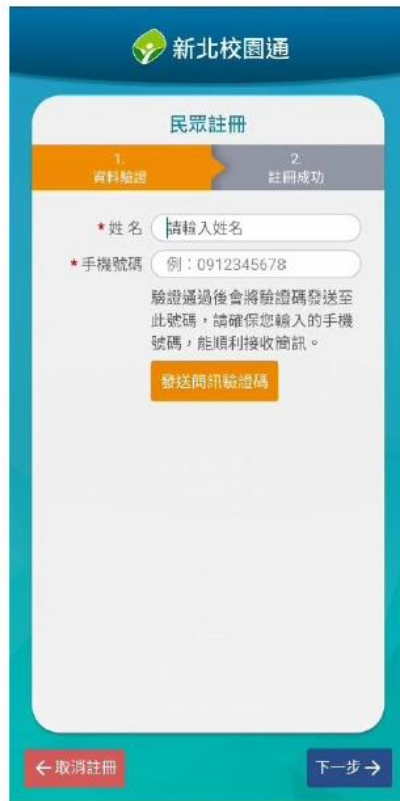 新北校園通
民眾註冊
1.
資料驗證
2.
註冊成功
*姓 名
請輸入姓名
*手機號碼
例：0912345678
驗證通過後會將驗證碼發送至
此號碼，請確保您輸入的手機
號碼，能順利接收簡訊。
發送簡訊驗證碼
←取消註冊
下一步→